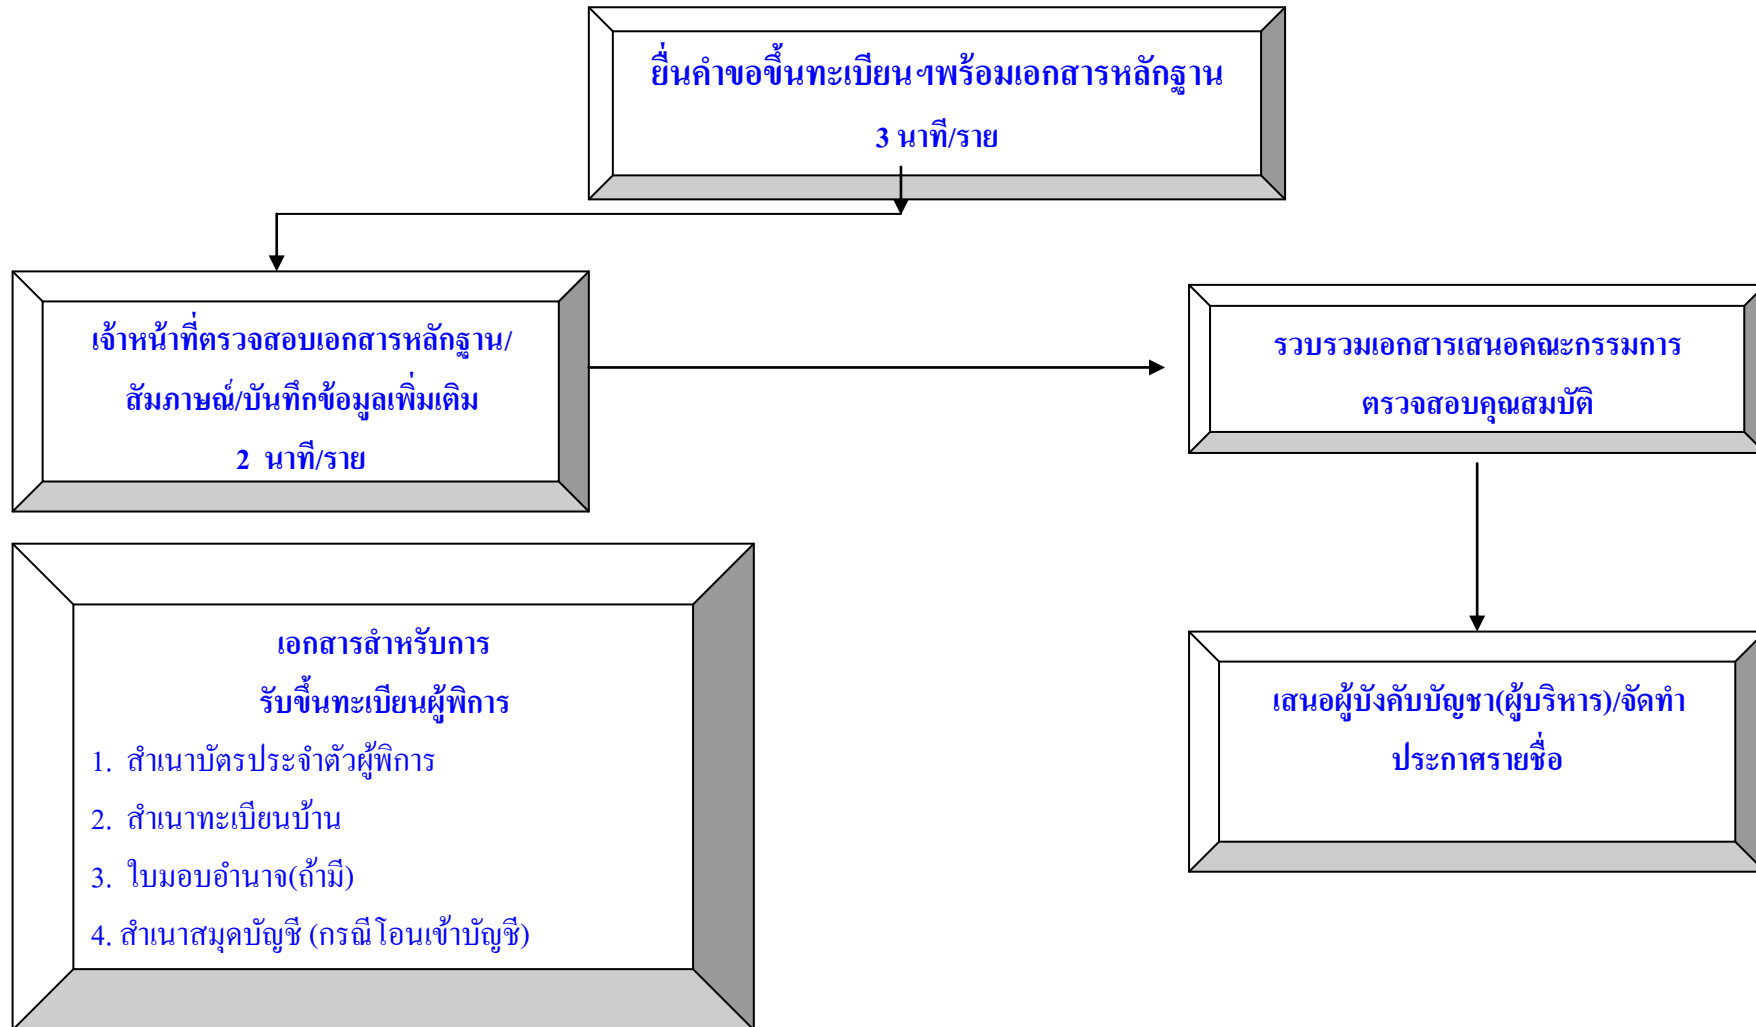 ยื่นคำขอขึ้นทะเบียนฯพร้อมเอกสารหลักฐาน
3 นาที/ราย
เจ้าหน้าที่ตรวจสอบเอกสารหลักฐาน/
สัมภาษณ์/บันทึกข้อมูลเพิ่มเติม
2 นาที/ราย
รวบรวมเอกสารเสนอคณะกรรมการ
ตรวจสอบคุณสมบัติ
เอกสารสำหรับการ
รับขึ้นทะเบียนผู้พิการ
1. สำเนาบัตรประจำตัวผู้พิการ
2. สำเนาทะเบียนบ้าน
3. ใบมอบอำนาจ(ถ้ามี)
4. สำเนาสมุดบัญชี (กรณีโอนเข้าบัญชี)
เสนอผู้บังคับบัญชา(ผู้บริหาร)/จัดทำ
ประกาศรายชื่อ